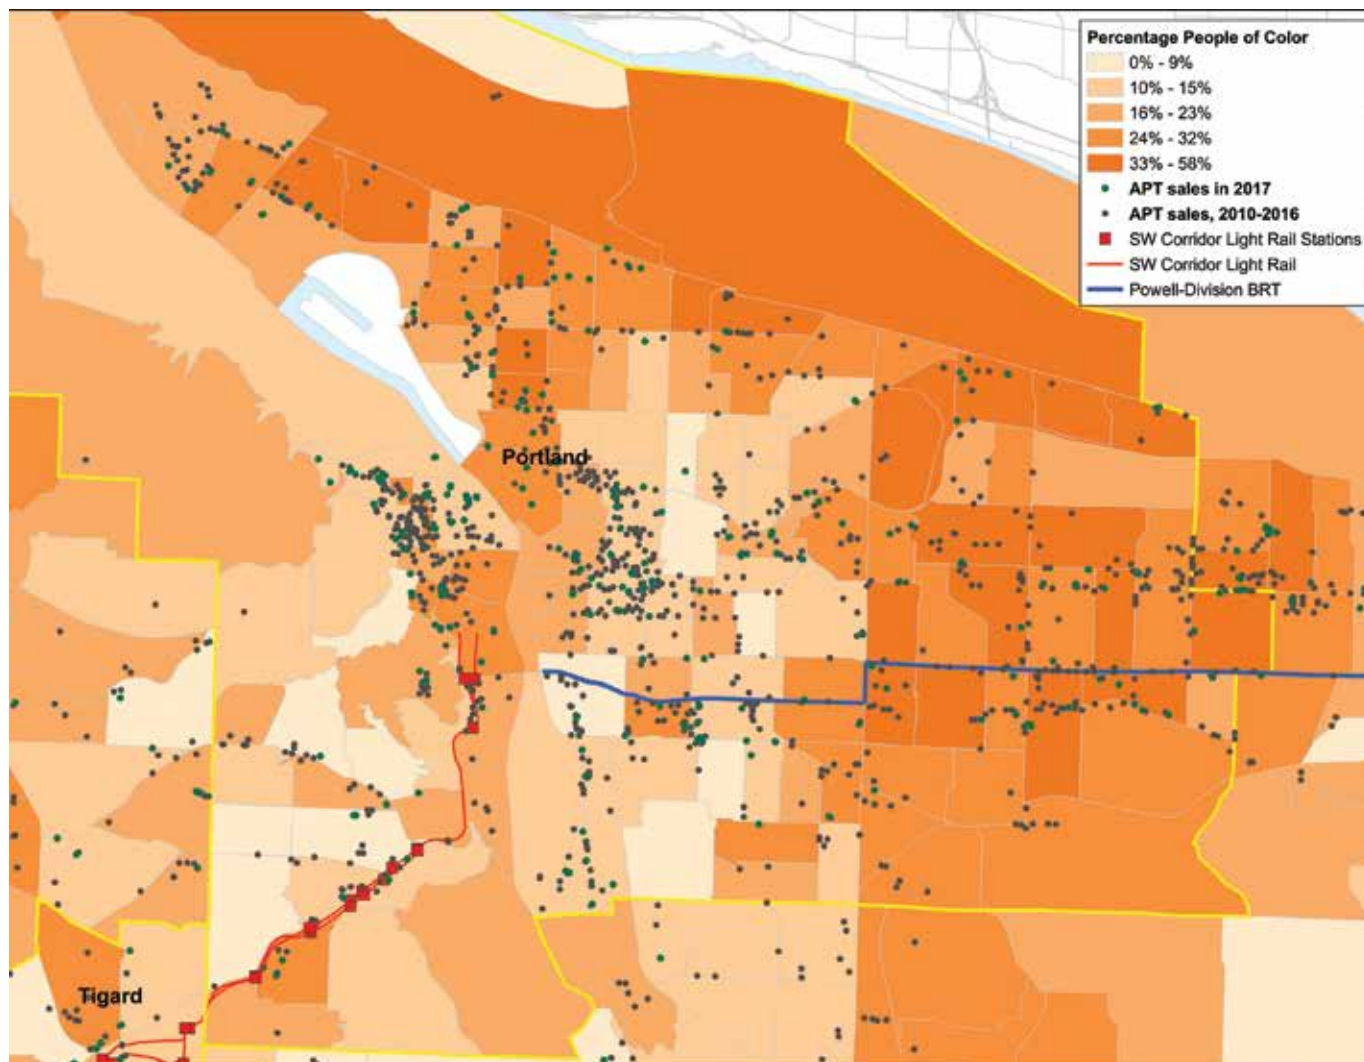 Percentage People of Color
0% - 9%
10% - 15%
16% - 23%
24% - 32%
33% - 58%
APT sales in 2017
APT sales, 2010-2016
SW Corridor Light Rail Stations
SW Corridor Light Rail
Powell-Division BRT
Portland
Tigard